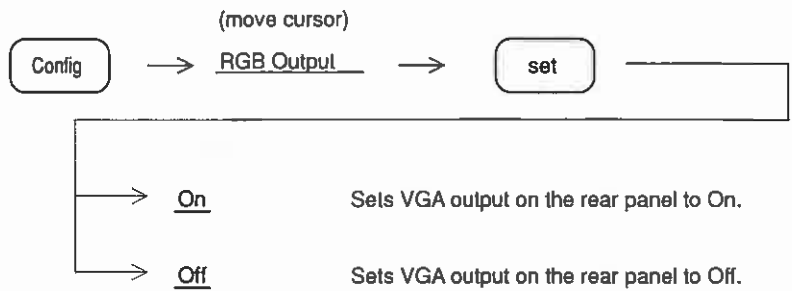 (move cursor)
Config RGB Output set
On Sets VGA output on the rear panel to On.
Off Sets VGA output on the rear panel to Off.